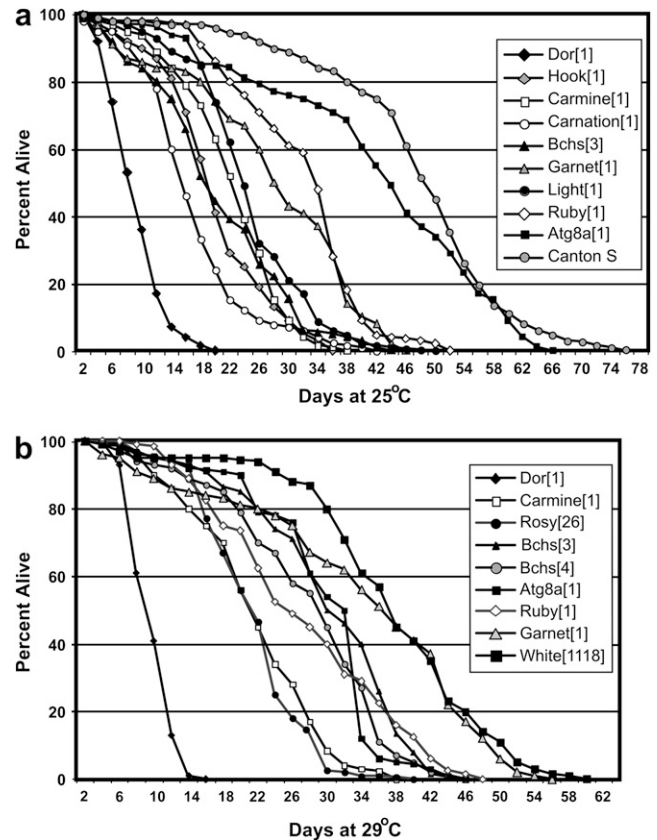 a
100
80
60
40
20
0
Percent Alive
2 6 10 14 18 22 26 30 34 38 42 46 50 54 58 62 66 70 74 78
Days at 25°C
Dor[1]
Hook[1]
Carmine[1]
Carnation[1]
Bchs[3]
Garnet[1]
Light[1]
Ruby[1]
Atg8a[1]
Canton S
b
100
80
60
40
20
0
Percent Alive
2 6 10 14 18 22 26 30 34 38 42 46 50 54 58 62
Days at 29°C
Dor[1]
Carmine[1]
Rosy[26]
Bchs[3]
Bchs[4]
Atg8a[1]
Ruby[1]
Garnet[1]
White[1118]